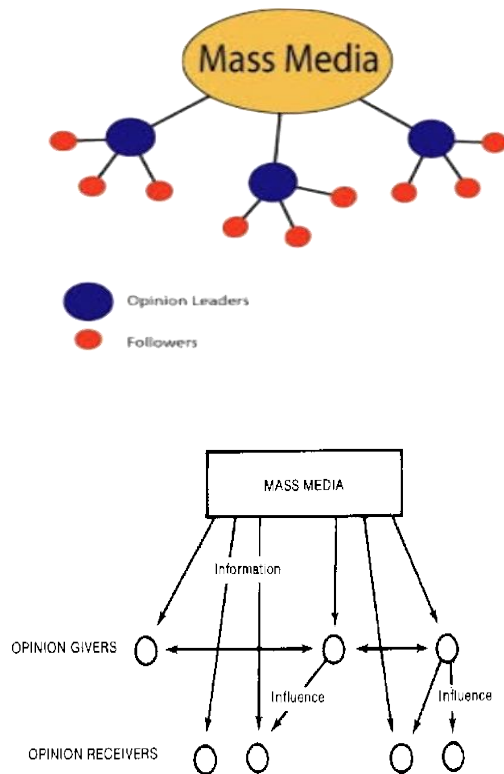 Mass Media
Opinion Leaders
Followers
MASS MEDIA
Information
OPINION GIVERS
Influence
Influence
OPINION RECEIVERS